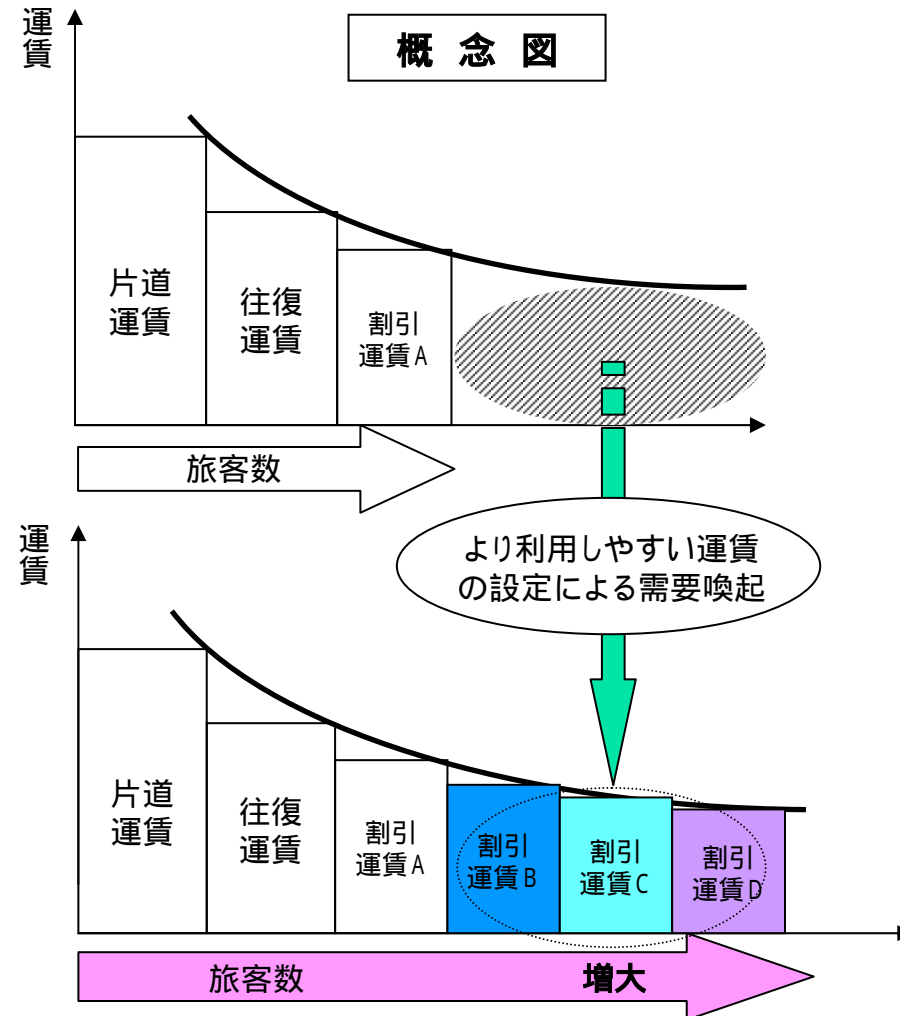 運賃
概念図
片道
運賃
往復
運賃
割引
運賃A
旅客数
より利用しやすい運賃
の設定による需要喚起
運賃
片道
運賃
往復
運賃
割引
運賃A
割引
運賃B
割引
運賃C
割引
運賃D
旅客数 増大